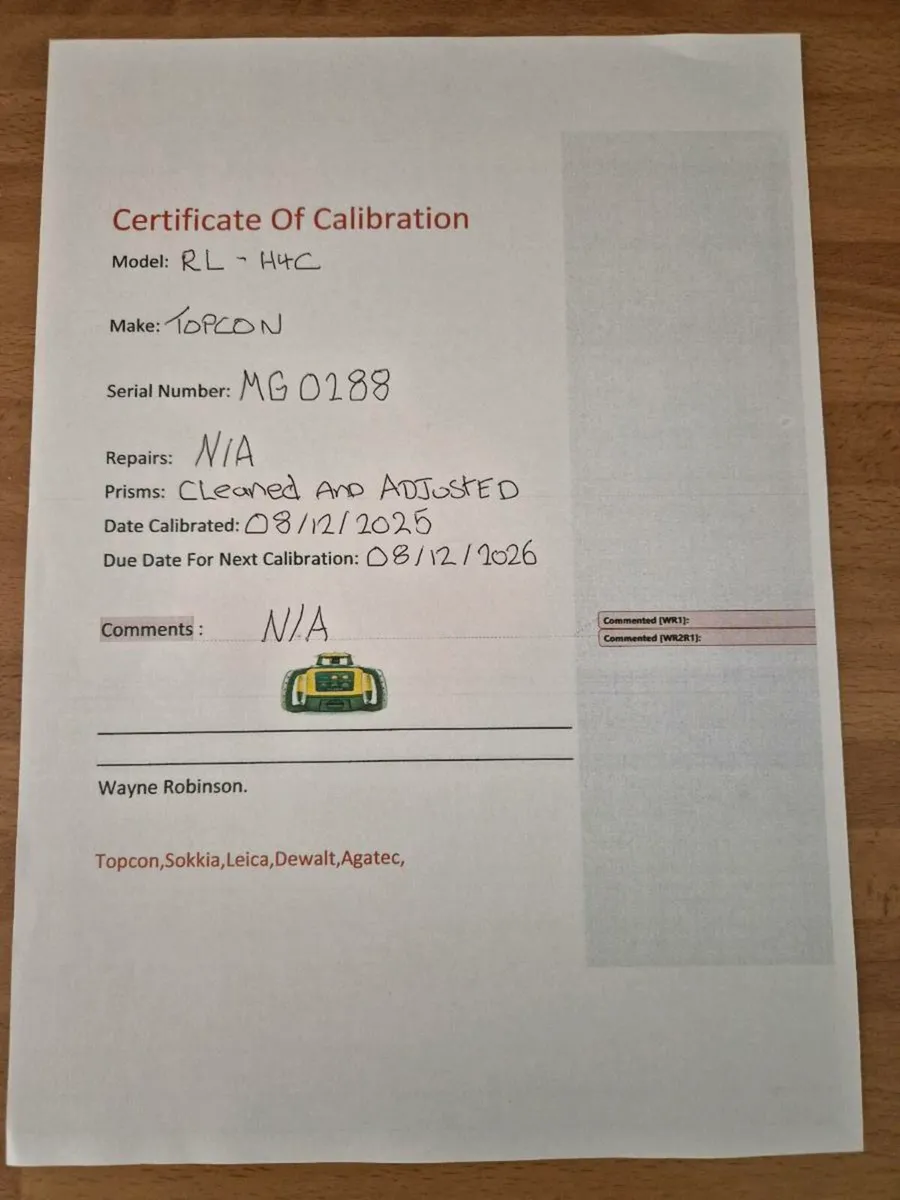 Certificate Of Calibration
Model: RL - H4C
Make: TOPCON
Serial Number: MG0288
Repairs: N/A
Prisms: CLeaned AND ADJUStED
Date Calibrated: 08/12/2025
Due Date For Next Calibration: 08/12/2026
Comments : N/A
Commented [WR1]:
Commented [WR2R1]:
Wayne Robinson.
Topcon,Sokkia,Leica,Dewalt,Agatec,